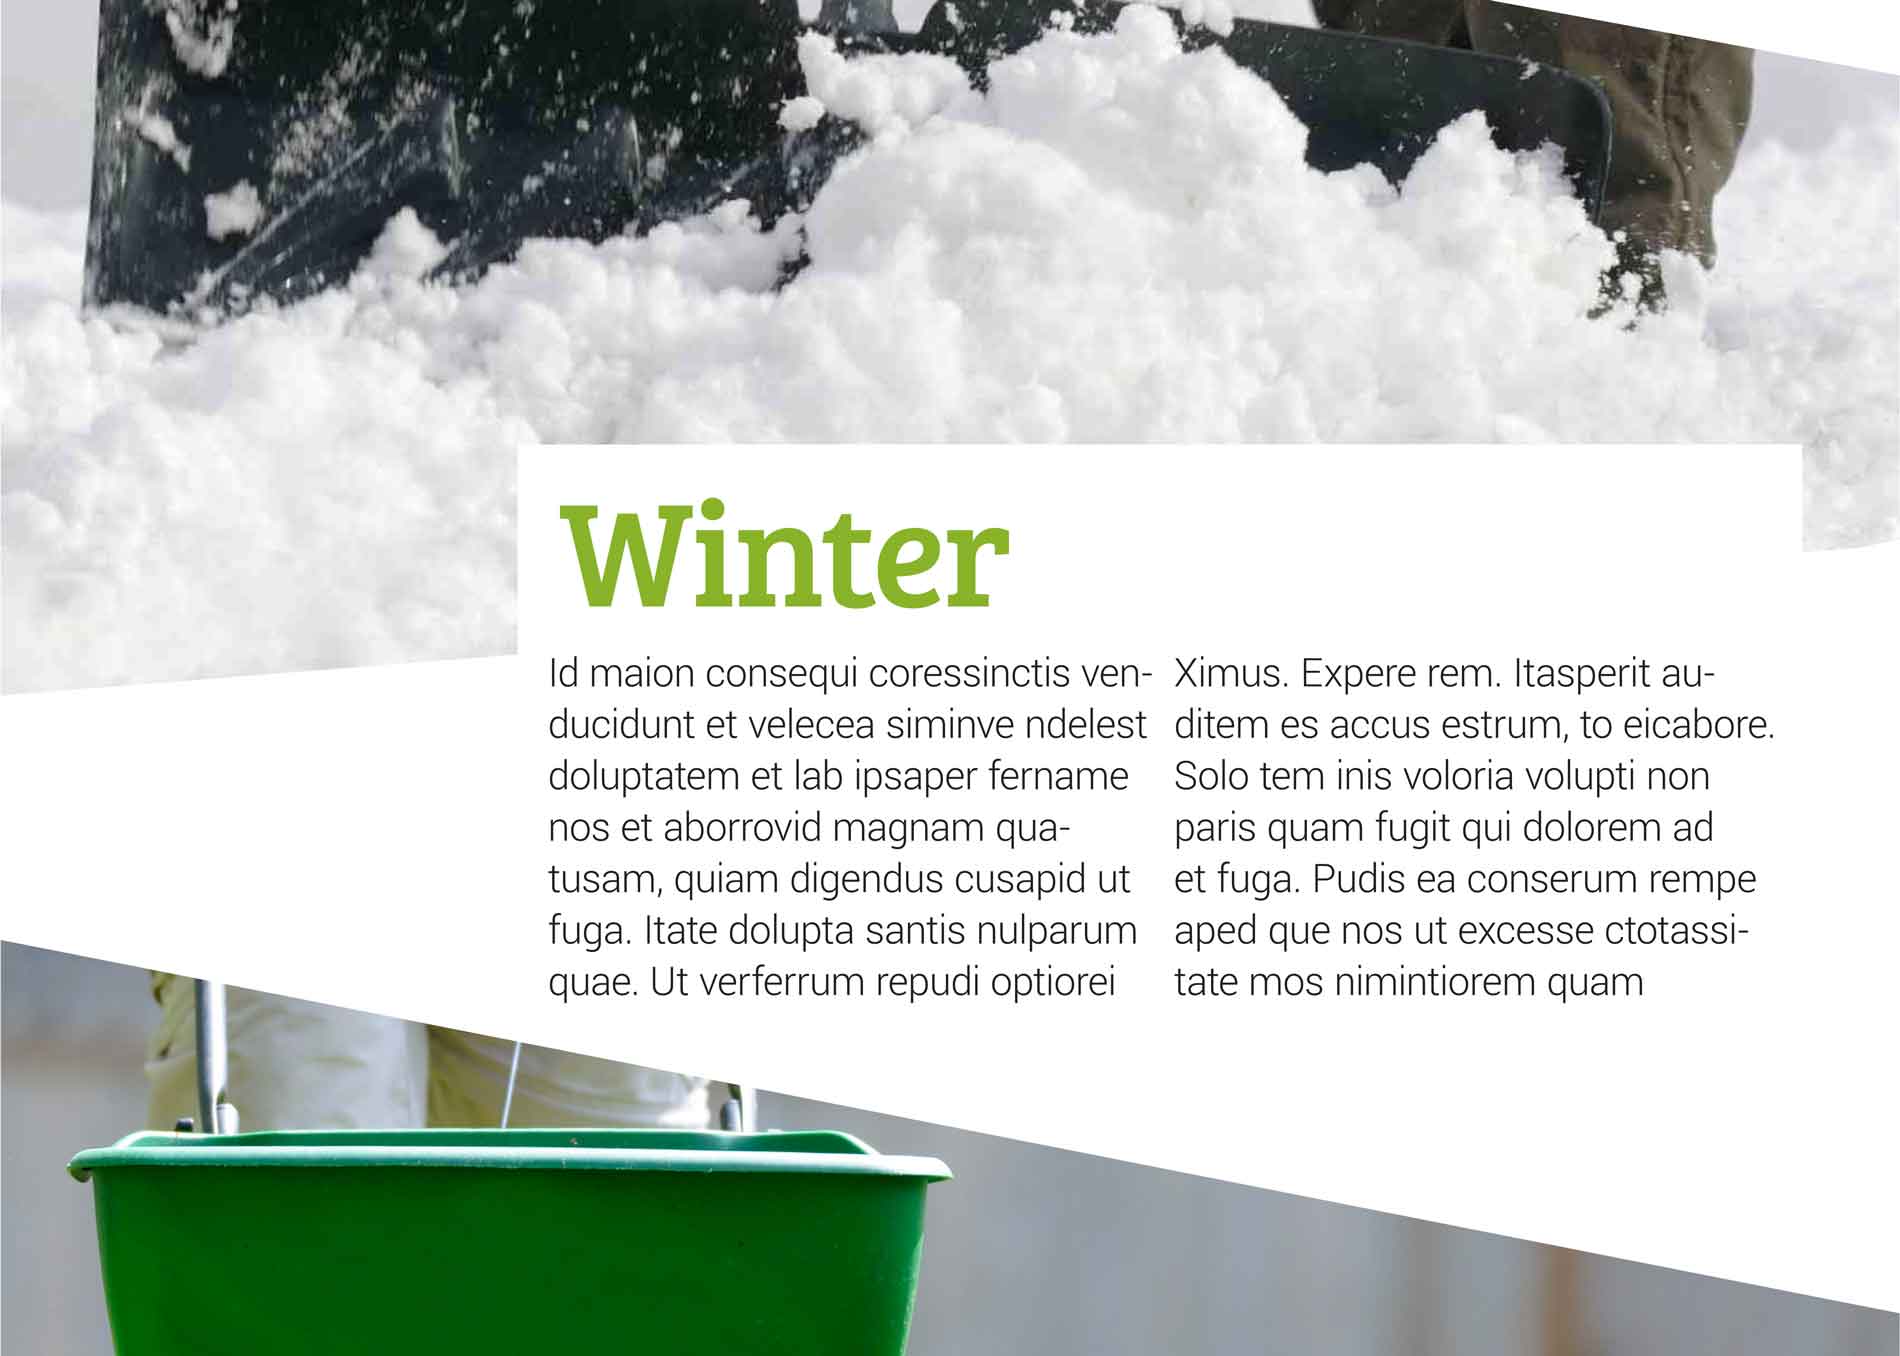 Winter
Id maion consequi coressinctis ven-
ducidunt et velecea siminve ndelest
doluptatem et lab ipsaper fername
nos et aborrovid magnam qua-
tusam, quiam digendus cusapid ut
fuga. Itate dolupta santis nulparum
quae. Ut verferrum repudi optiorei
Ximus. Expere rem. Itasperit au-
ditem es accus estrum, to eicabore.
Solo tem inis voloria volupti non
paris quam fugit qui dolorem ad
et fuga. Pudis ea conserum rempe
aped que nos ut excesse ctotassi-
tate mos nimintiorem quam